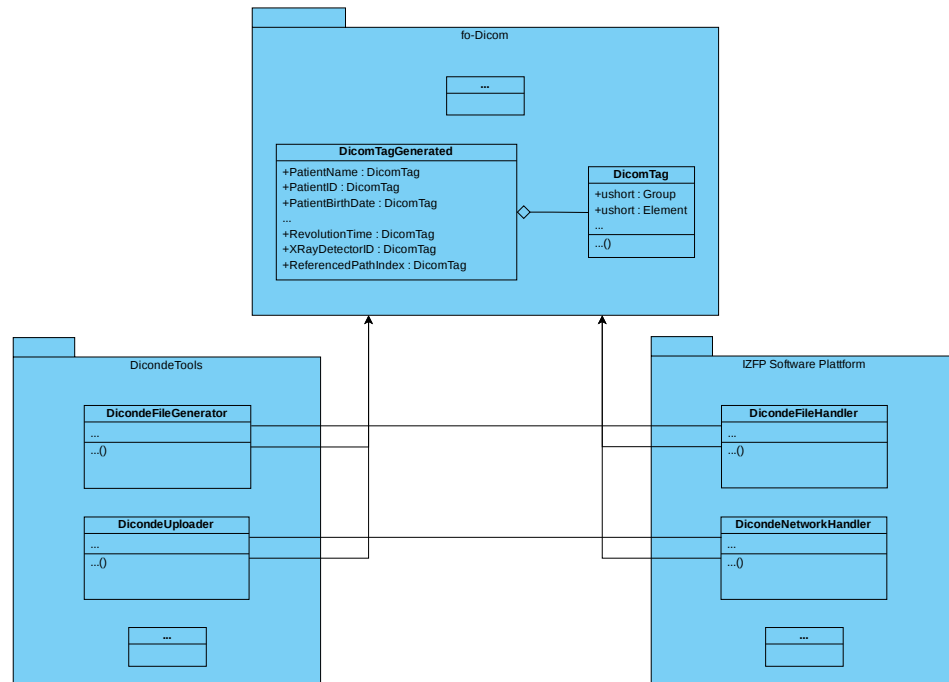 fo-Dicom
...
DicomTagGenerated
+PatientName : DicomTag
+PatientID : DicomTag
+PatientBirthDate : DicomTag
...
+RevolutionTime : DicomTag
+XRayDetectorID : DicomTag
+ReferencedPathIndex : DicomTag
DicomTag
+ushort : Group
+ushort : Element
...
...()
DicondeTools
DicondeFileGenerator
...
...()
DicondeUploader
...
...()
...
IZFP Software Plattform
DicondeFileHandler
...
...()
DicondeNetworkHandler
...
...()
...